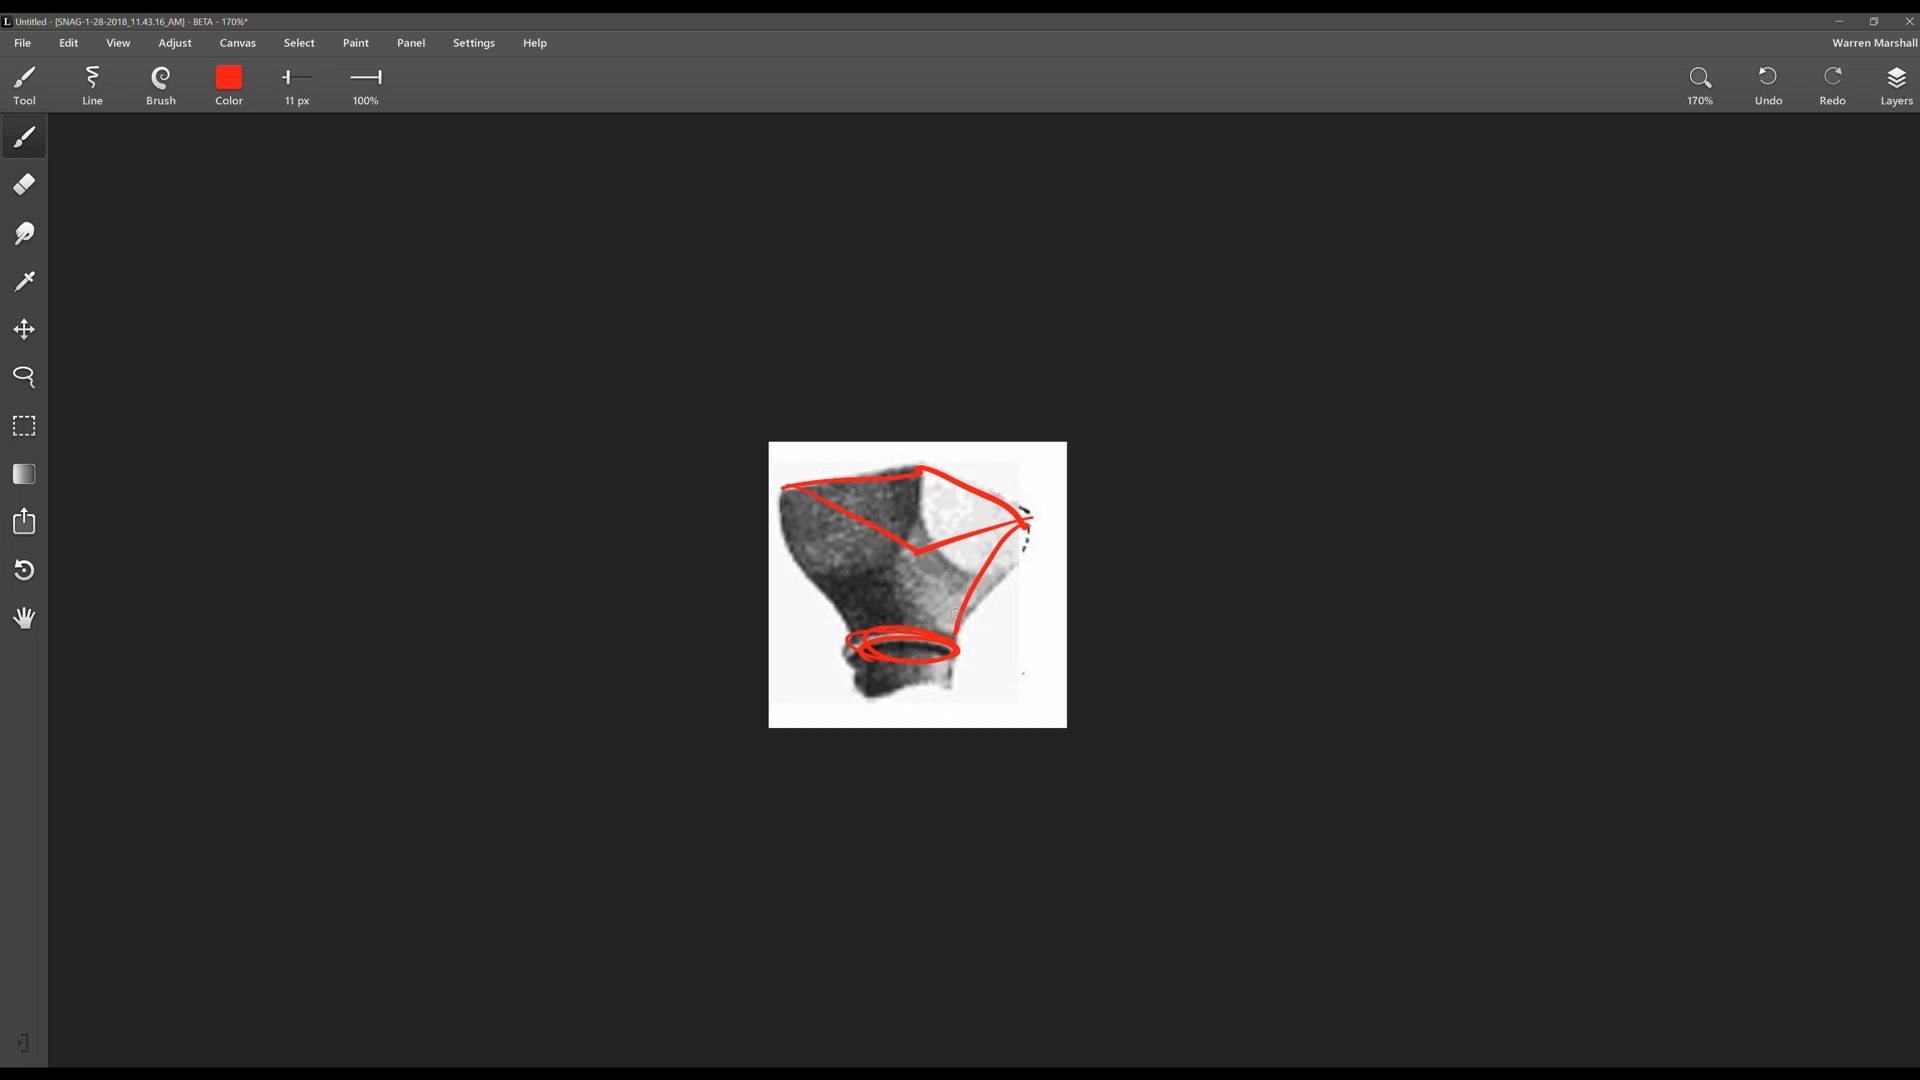 L Untitled - [SNAG-1-28-2018_11.43.16_AM] - BETA - 170%*
File Edit View Adjust Canvas Select Paint Panel Settings Help Warren Marshall
Tool Line Brush Color 11 px 100% 170% Undo Redo Layers